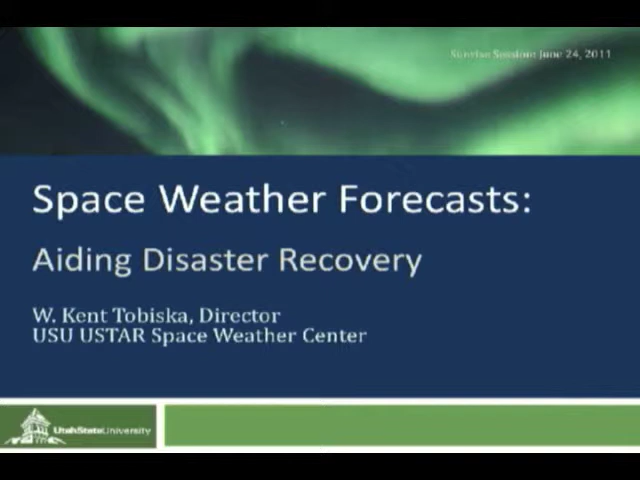 Sunrise Session: June 24, 2011
Space Weather Forecasts:
Aiding Disaster Recovery
W. Kent Tobiska, Director
USU USTAR Space Weather Center
UtahStateUniversity